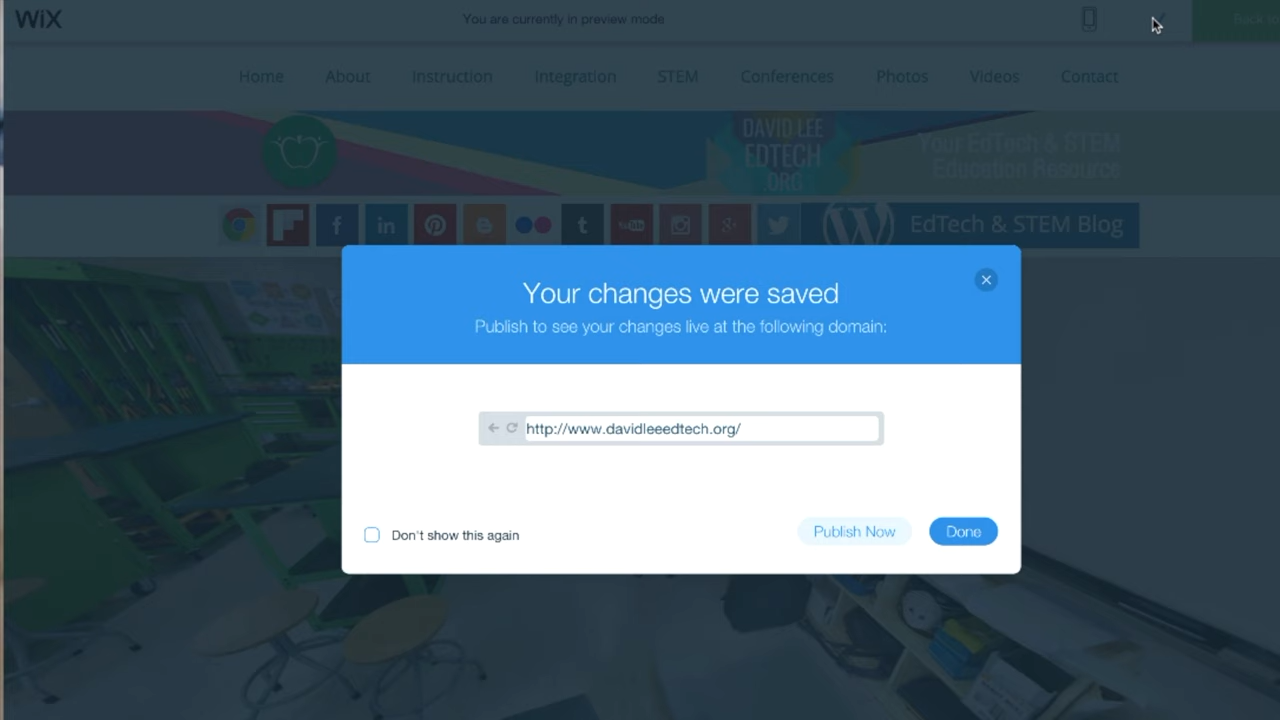 WiX
You are currently in preview mode
Back to
Home About Instruction Integration STEM Conferences Photos Videos Contact
DAVID LEE
EDTECH
.ORG
Your EdTech & STEM
Education Resource
EdTech & STEM Blog
Your changes were saved
Publish to see your changes live at the following domain:
http://www.davidleeedtech.org/
Don't show this again
Publish Now
Done